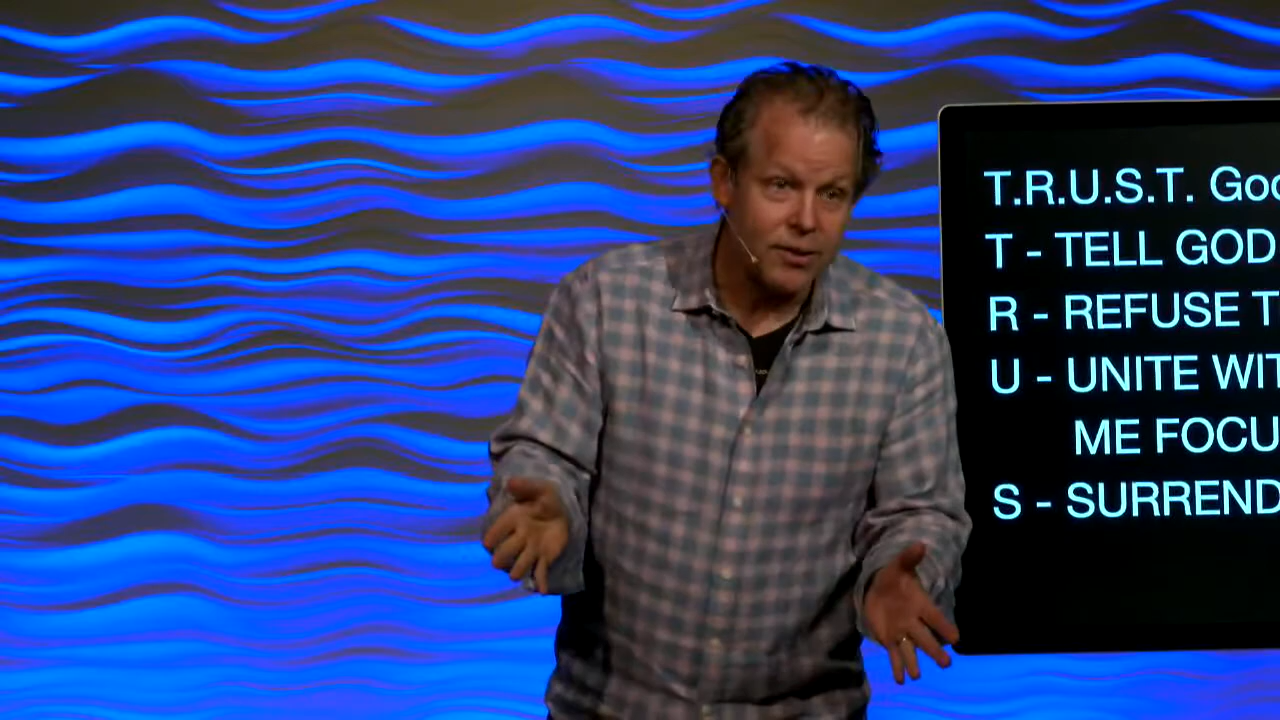 T.R.U.S.T. Goo
T - TELL GOD
R - REFUSE T
U - UNITE WIT
ME FOCU
S - SURREND